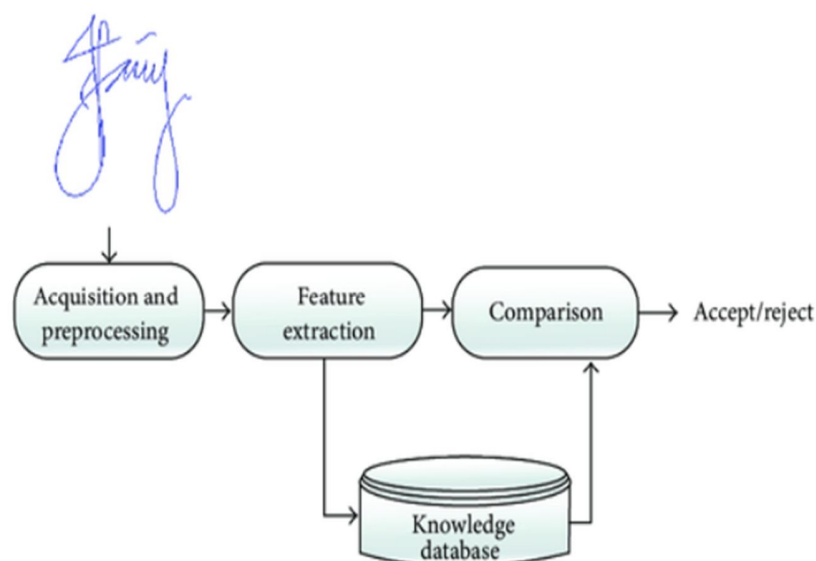 Acquisition and
preprocessing
Feature
extraction
Comparison
Accept/reject
Knowledge
database